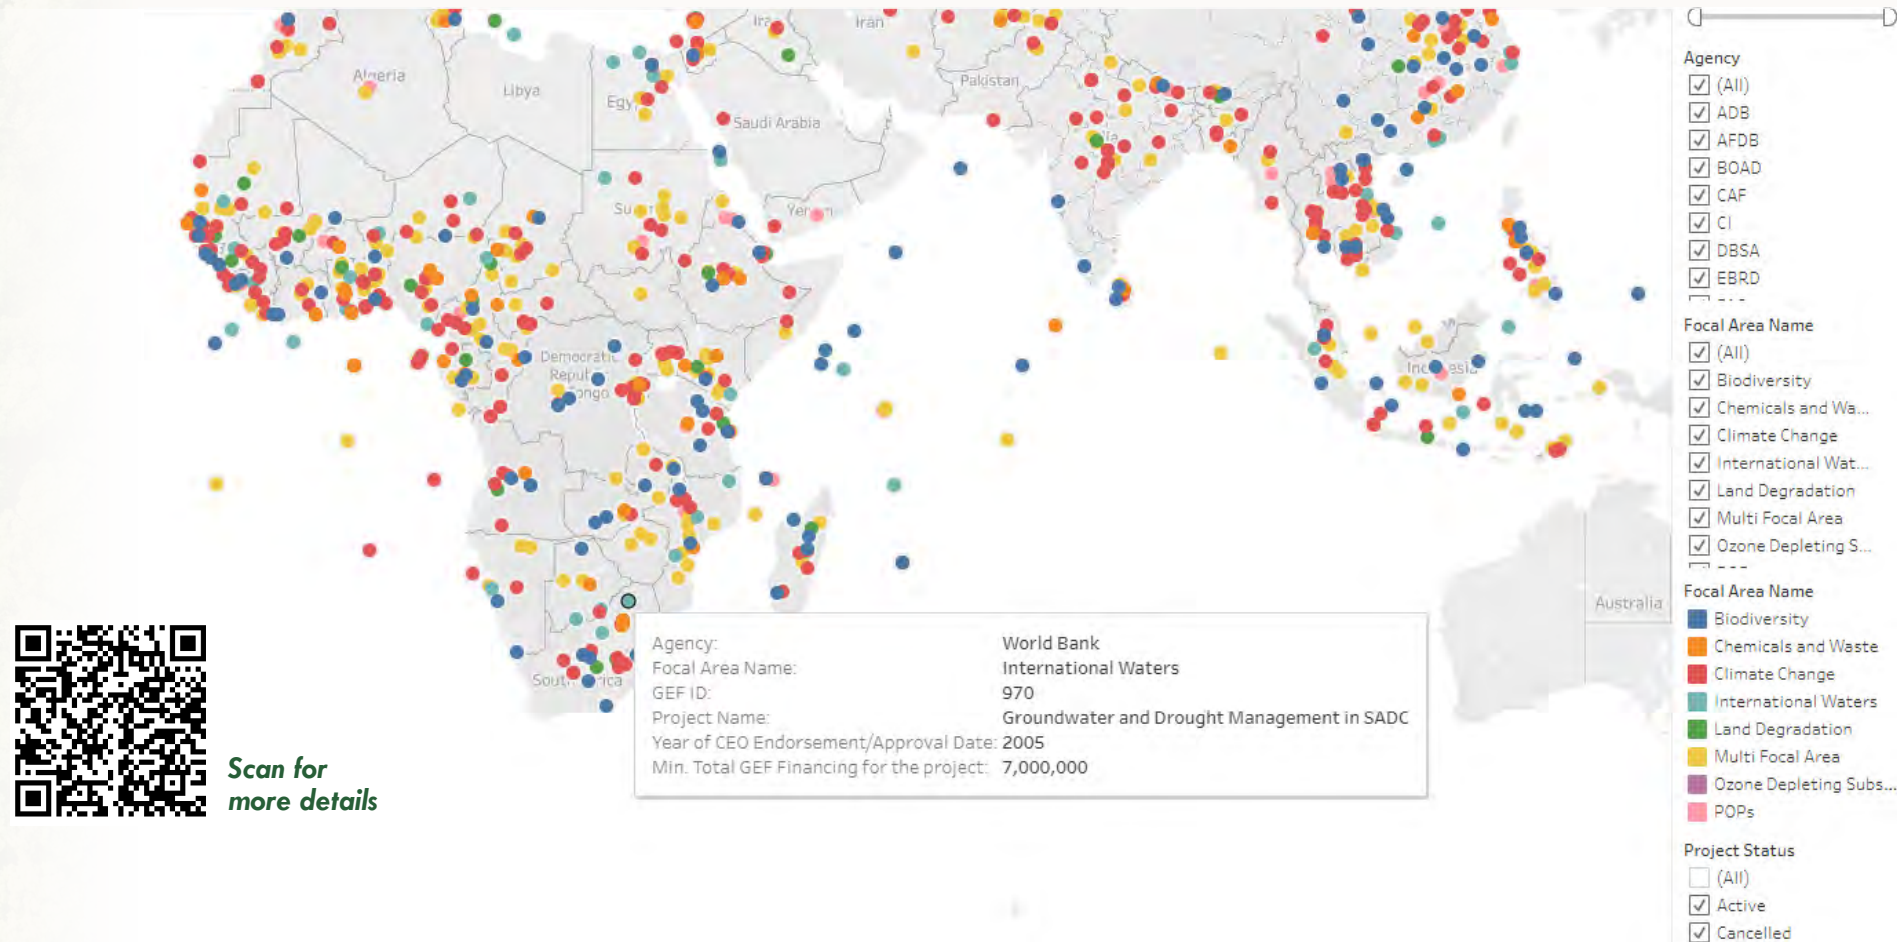 Iraq
Iran
Algeria
Libya
Pakistan
Saudi Arabia
Yemen
Democratic
Congo
Indonesia
Australia
South Africa
Agency
(All)
ADB
AFDB
BOAD
CAF
CI
DBSA
EBRD
Focal Area Name
(All)
Biodiversity
Chemicals and Wa...
Climate Change
International Wat...
Land Degradation
Multi Focal Area
Ozone Depleting S...
Focal Area Name
Biodiversity
Chemicals and Waste
Climate Change
International Waters
Land Degradation
Multi Focal Area
Ozone Depleting Subs...
POPs
Project Status
(All)
Active
Cancelled
Agency: World Bank
Focal Area Name: International Waters
GEF ID: 970
Project Name: Groundwater and Drought Management in SADC
Year of CEO Endorsement/Approval Date: 2005
Min. Total GEF Financing for the project: 7,000,000
Scan for
more details